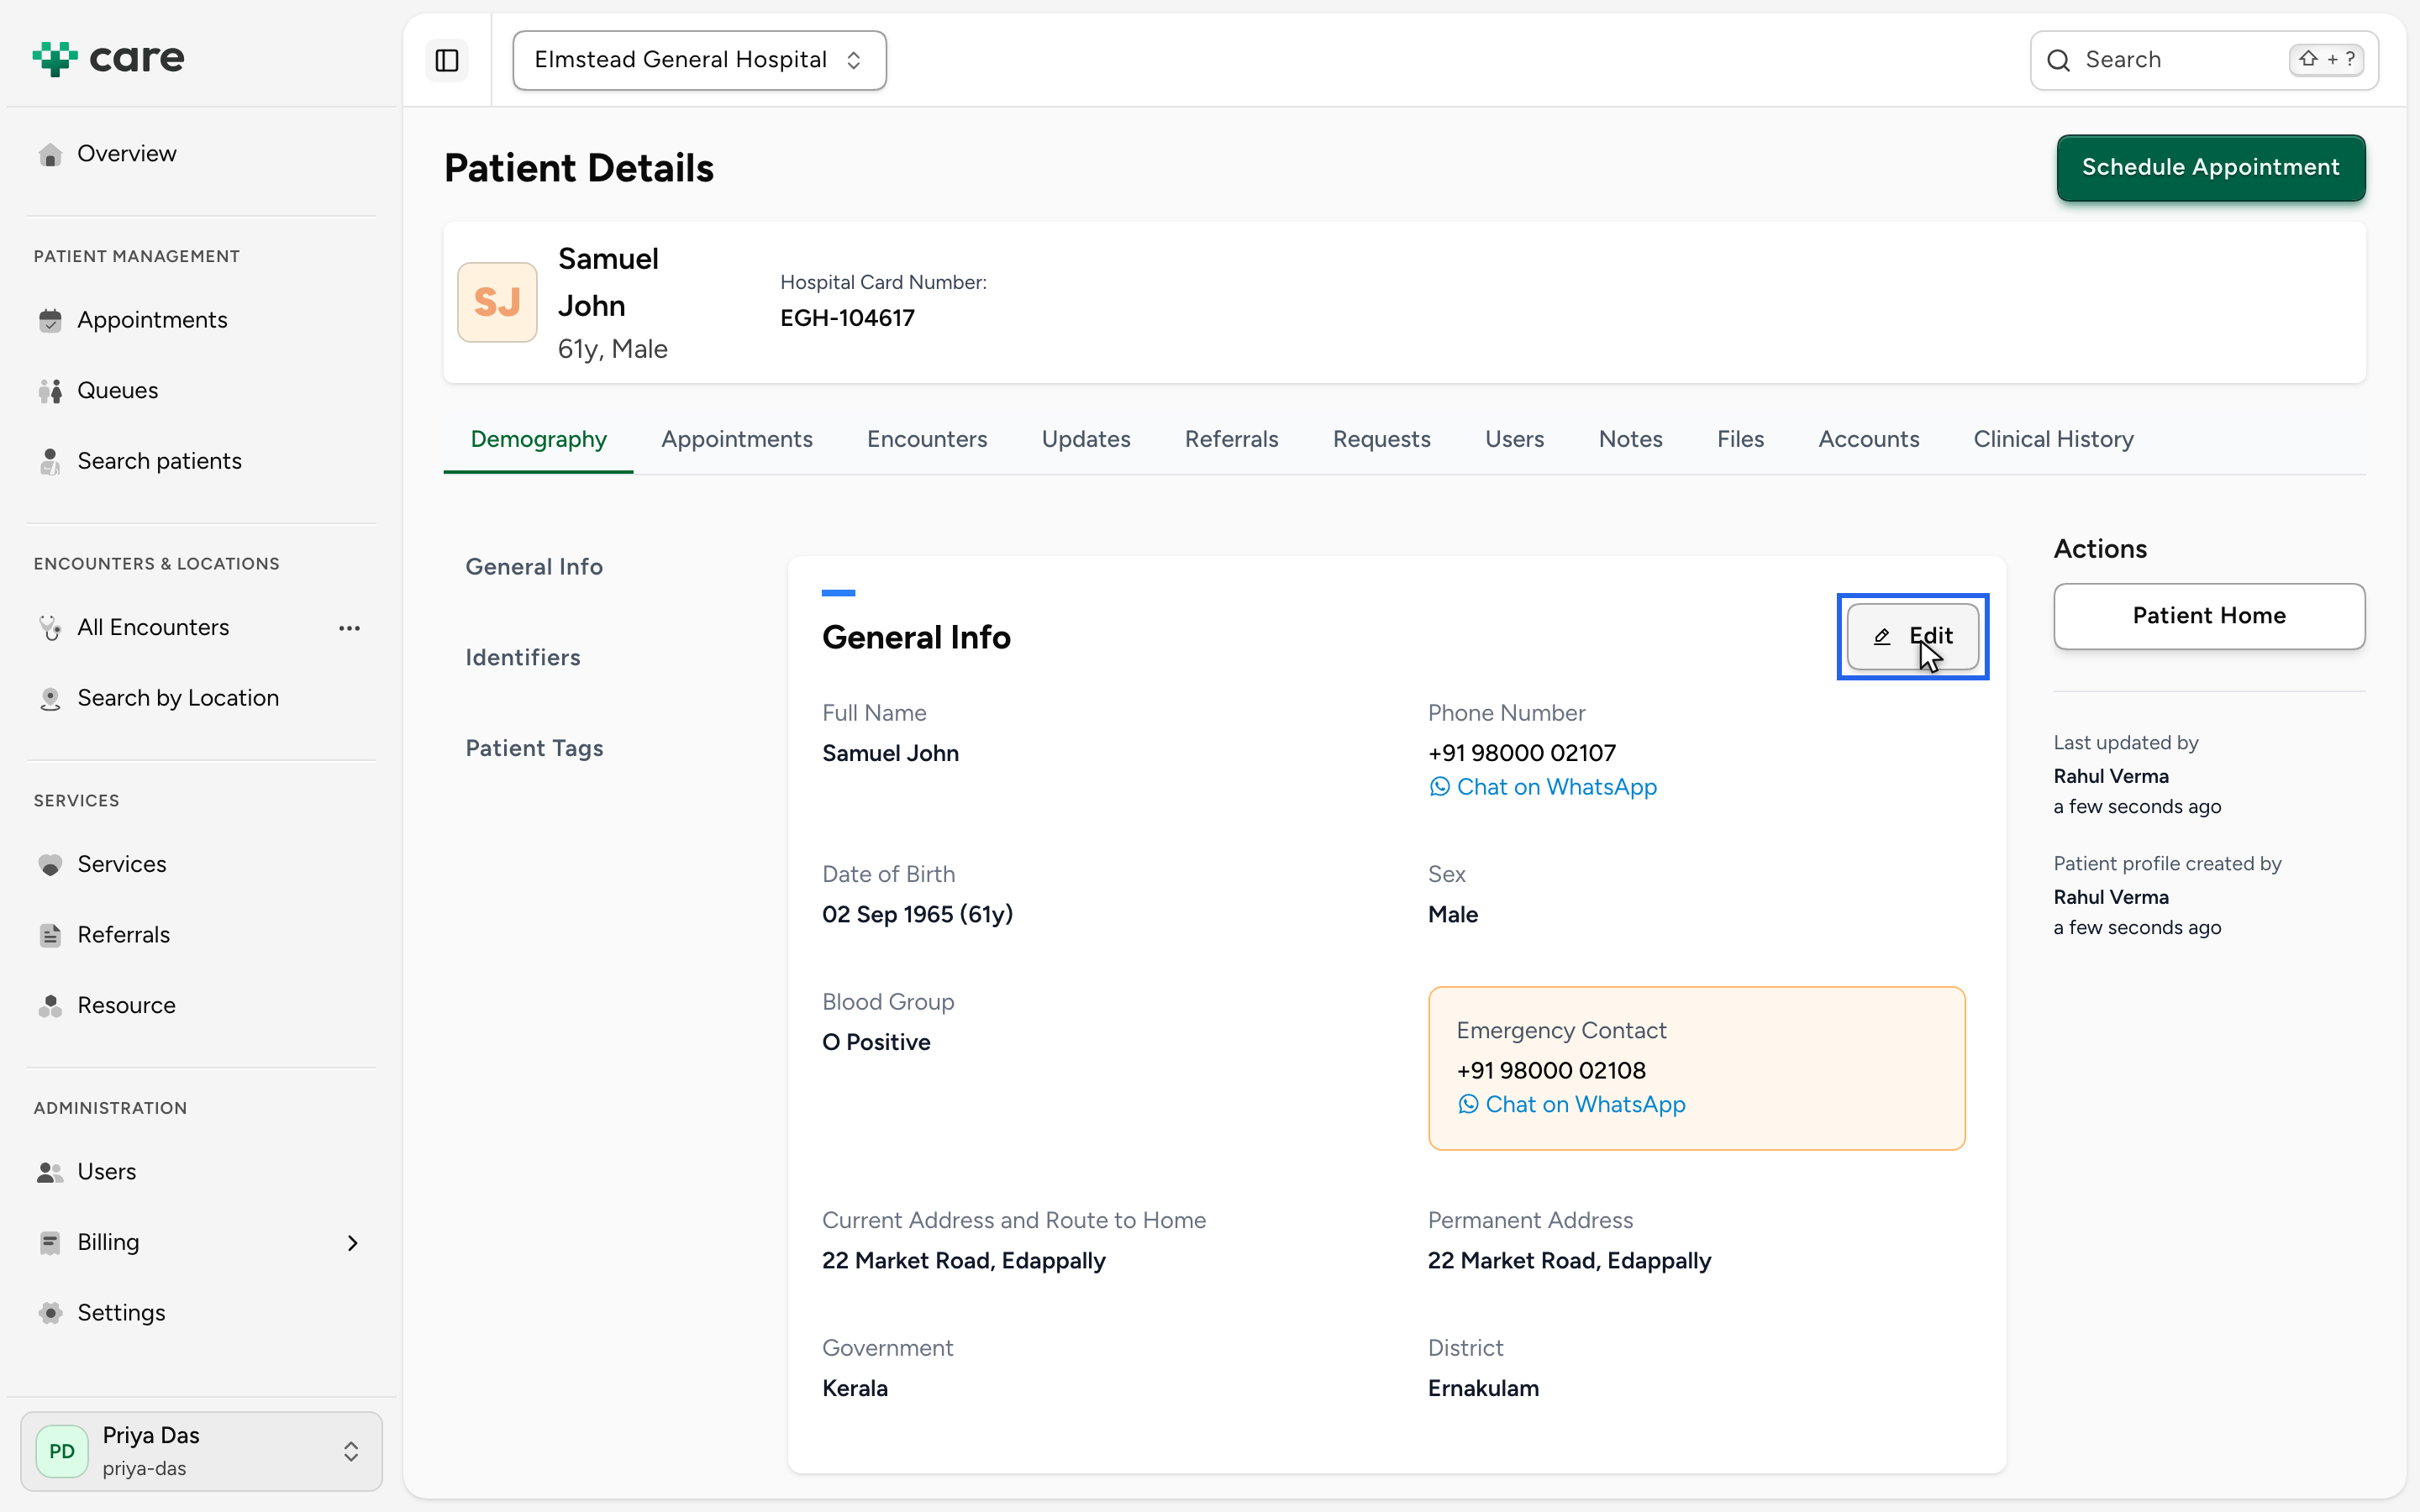 care
Elmstead General Hospital
Search
+ ?
Overview
PATIENT MANAGEMENT
Appointments
Queues
Search patients
ENCOUNTERS & LOCATIONS
All Encounters
Search by Location
SERVICES
Services
Referrals
Resource
ADMINISTRATION
Users
Billing
Settings
PD
Priya Das
priya-das
Patient Details
Schedule Appointment
SJ
Samuel
John
61y, Male
Hospital Card Number:
EGH-104617
Demography
Appointments
Encounters
Updates
Referrals
Requests
Users
Notes
Files
Accounts
Clinical History
General Info
Identifiers
Patient Tags
General Info
Edit
Full Name
Samuel John
Phone Number
+91 98000 02107
Chat on WhatsApp
Date of Birth
02 Sep 1965 (61y)
Sex
Male
Blood Group
O Positive
Emergency Contact
+91 98000 02108
Chat on WhatsApp
Current Address and Route to Home
22 Market Road, Edappally
Permanent Address
22 Market Road, Edappally
Government
Kerala
District
Ernakulam
Actions
Patient Home
Last updated by
Rahul Verma
a few seconds ago
Patient profile created by
Rahul Verma
a few seconds ago